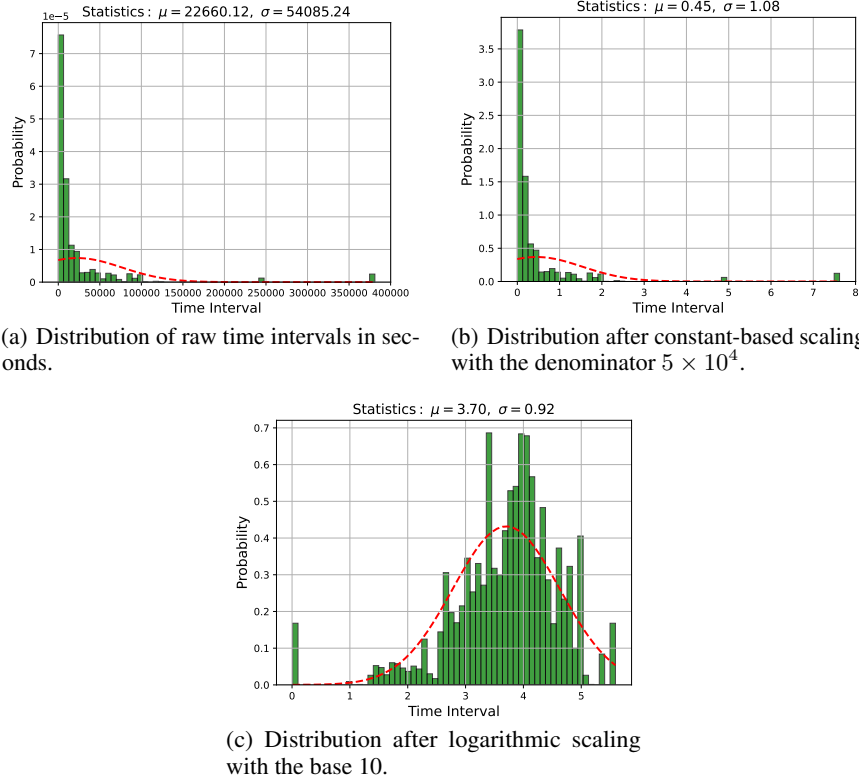 Statistics: μ = 22660.12, σ = 54085.24
1e−5
7
6
5
4
3
2
1
0
Probability
0 50000 100000 150000 200000 250000 300000 350000 400000
Time Interval
(a) Distribution of raw time intervals in sec-
onds.
Statistics: μ = 0.45, σ = 1.08
3.5
3.0
2.5
2.0
1.5
1.0
0.5
0.0
Probability
0 1 2 3 4 5 6 7 8
Time Interval
(b) Distribution after constant-based scaling
with the denominator 5 × 10⁴.
Statistics: μ = 3.70, σ = 0.92
0.7
0.6
0.5
0.4
0.3
0.2
0.1
0.0
Probability
0 1 2 3 4 5
Time Interval
(c) Distribution after logarithmic scaling
with the base 10.